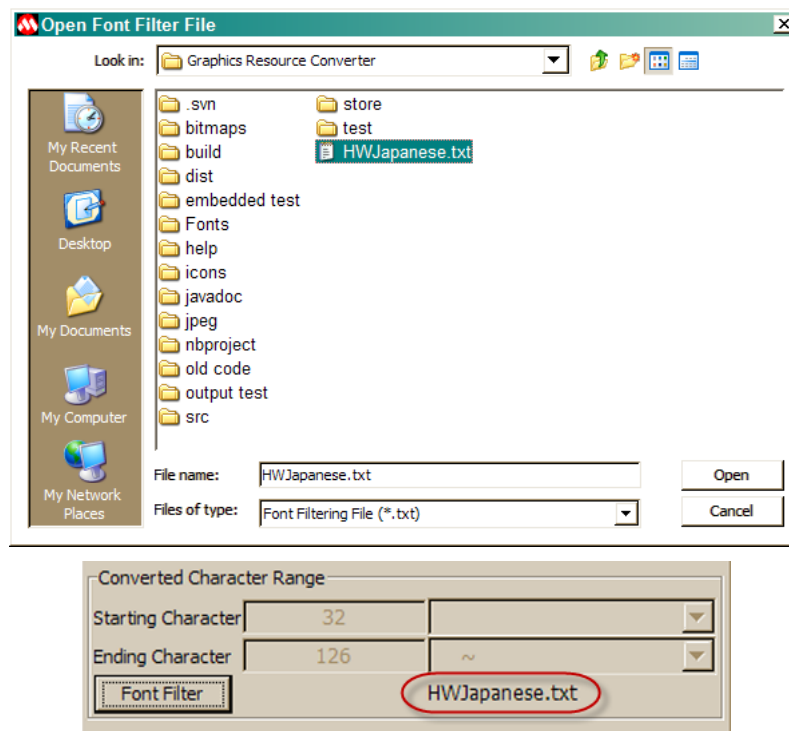 Open Font Filter File
Look in: Graphics Resource Converter
My Recent
Documents
Desktop
My Documents
My Computer
My Network
Places
.svn
bitmaps
build
dist
embedded test
Fonts
help
icons
javadoc
jpeg
nbproject
old code
output test
src
store
test
HWJapanese.txt
File name: HWJapanese.txt Open
Files of type: Font Filtering File (*.txt) Cancel
Converted Character Range
Starting Character 32
Ending Character 126 ~
Font Filter HWJapanese.txt